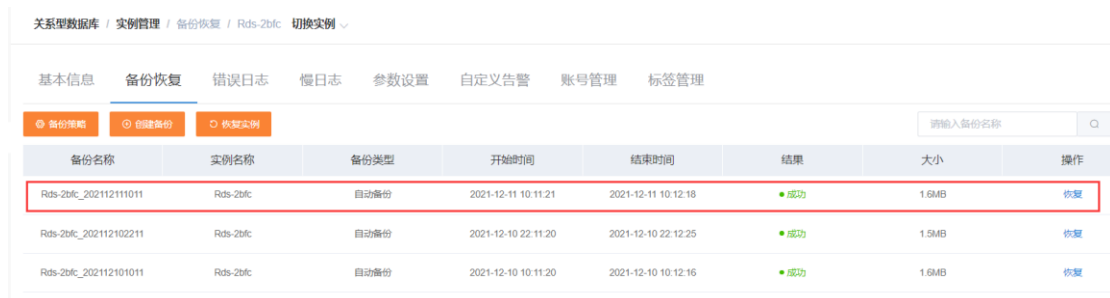 关系型数据库 / 实例管理 / 备份恢复 / Rds-2bfc 切换实例
基本信息 备份恢复 错误日志 慢日志 参数设置 自定义告警 账号管理 标签管理
备份策略 创建备份 恢复实例 请输入备份名称
备份名称 实例名称 备份类型 开始时间 结束时间 结果 大小 操作
Rds-2bfc_202112111011 Rds-2bfc 自动备份 2021-12-11 10:11:21 2021-12-11 10:12:18 成功 1.6MB 恢复
Rds-2bfc_202112102211 Rds-2bfc 自动备份 2021-12-10 22:11:20 2021-12-10 22:12:25 成功 1.5MB 恢复
Rds-2bfc_202112101011 Rds-2bfc 自动备份 2021-12-10 10:11:20 2021-12-10 10:12:16 成功 1.6MB 恢复